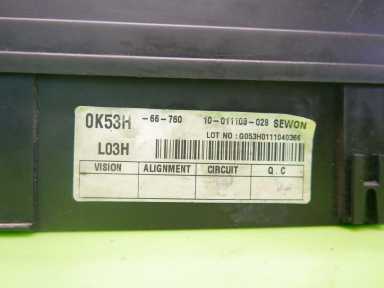 0K53H -66-760 10-011108-028 SEWON
L03H LOT NO : G053H0111040366
VISION ALIGNMENT CIRCUIT Q.C